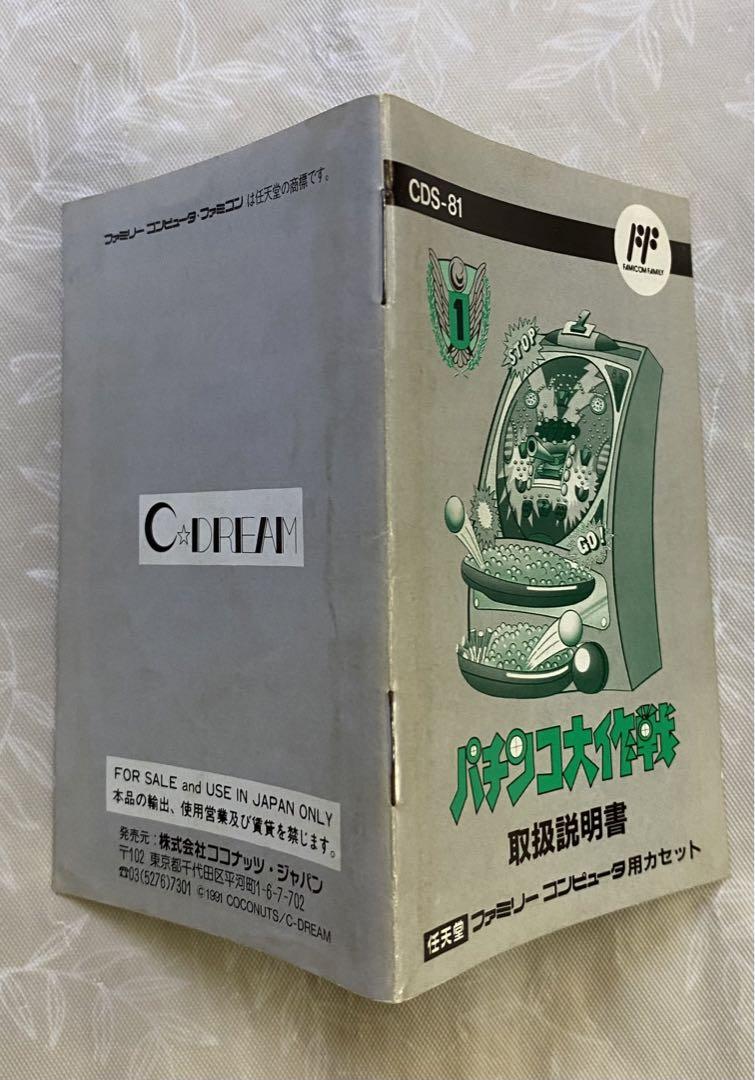 ファミリーコンピュータ・ファミコンは任天堂の商標です。
C☆DREAM
FOR SALE and USE IN JAPAN ONLY
本品の輸出、使用営業及び賃貸を禁じます。
発売元:株式会社ココナッツ・ジャパン
〒102 東京都千代田区平河町1-6-7-702
☎03(5276)7301 ©1991 COCONUTS/C-DREAM
CDS-81
FAMICOM FAMILY
1
STOP
GO!
パチンコ大作戦
取扱説明書
任天堂 ファミリーコンピュータ用カセット